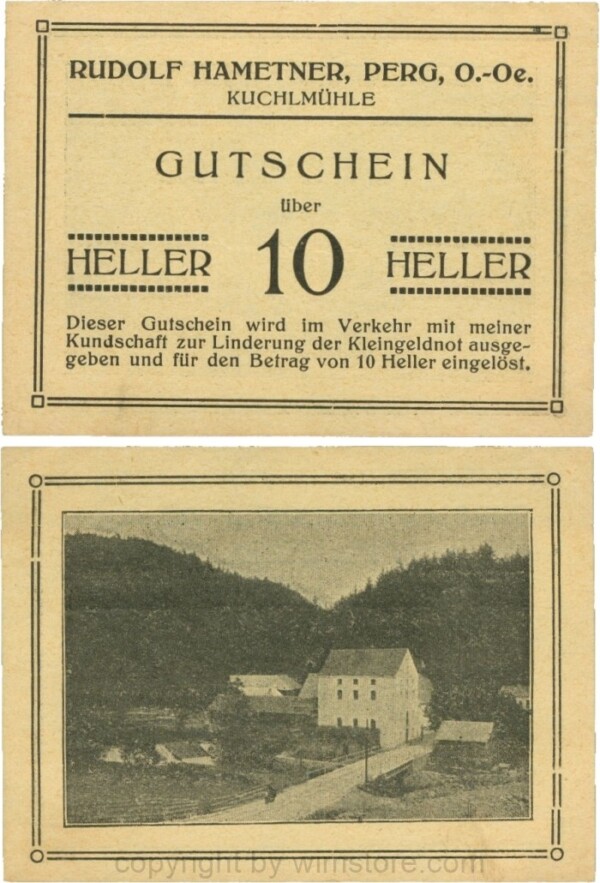 RUDOLF HAMETNER, PERG, O.-Oe.
KUCHLMÜHLE
GUTSCHEIN
über
HELLER 10 HELLER
Dieser Gutschein wird im Verkehr mit meiner
Kundschaft zur Linderung der Kleingeldnot ausge-
geben und für den Betrag von 10 Heller eingelöst.
copyright by wirnstore.com